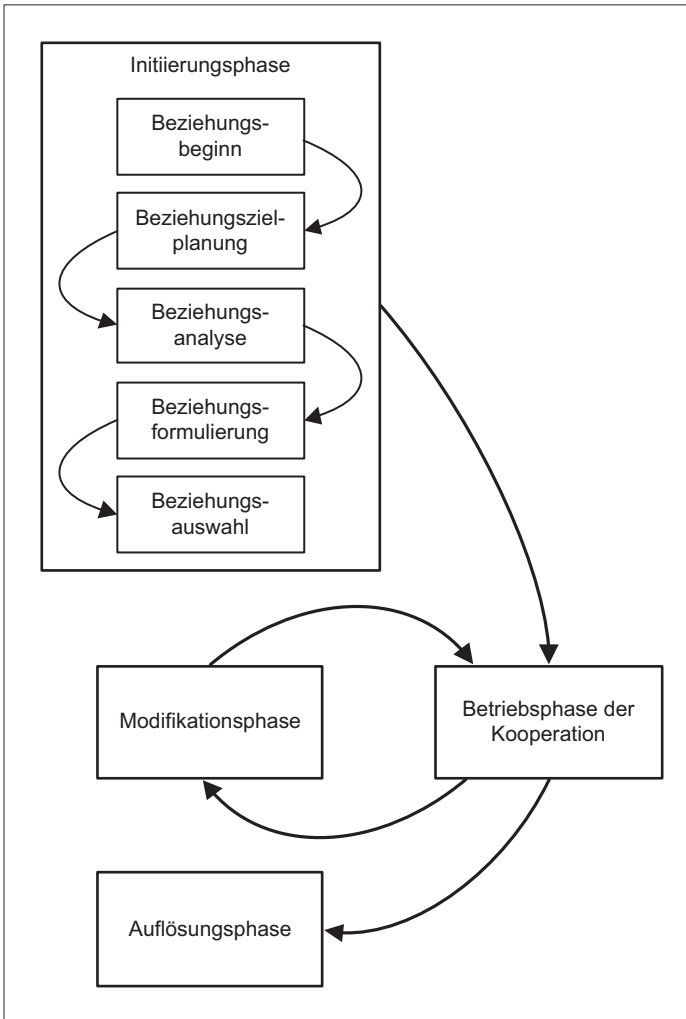 Initiierungsphase
Beziehungs-
beginn
Beziehungsziel-
planung
Beziehungs-
analyse
Beziehungs-
formulierung
Beziehungs-
auswahl
Modifikationsphase
Betriebsphase der
Kooperation
Auflösungsphase